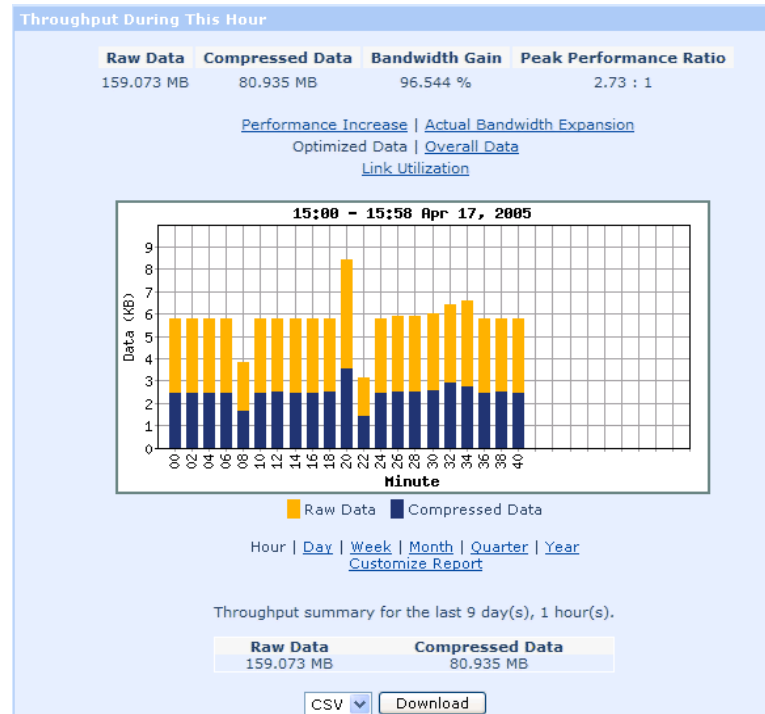 Throughput During This Hour
Raw Data Compressed Data Bandwidth Gain Peak Performance Ratio
159.073 MB 80.935 MB 96.544 % 2.73 : 1
Performance Increase | Actual Bandwidth Expansion
Optimized Data | Overall Data
Link Utilization
15:00 - 15:58 Apr 17, 2005
Data (KB)
9
8
7
6
5
4
3
2
1
0
00 02 04 06 08 10 12 14 16 18 20 22 24 26 28 30 32 34 36 38 40
Minute
Raw Data Compressed Data
Hour | Day | Week | Month | Quarter | Year
Customize Report
Throughput summary for the last 9 day(s), 1 hour(s).
Raw Data Compressed Data
159.073 MB 80.935 MB
CSV Download